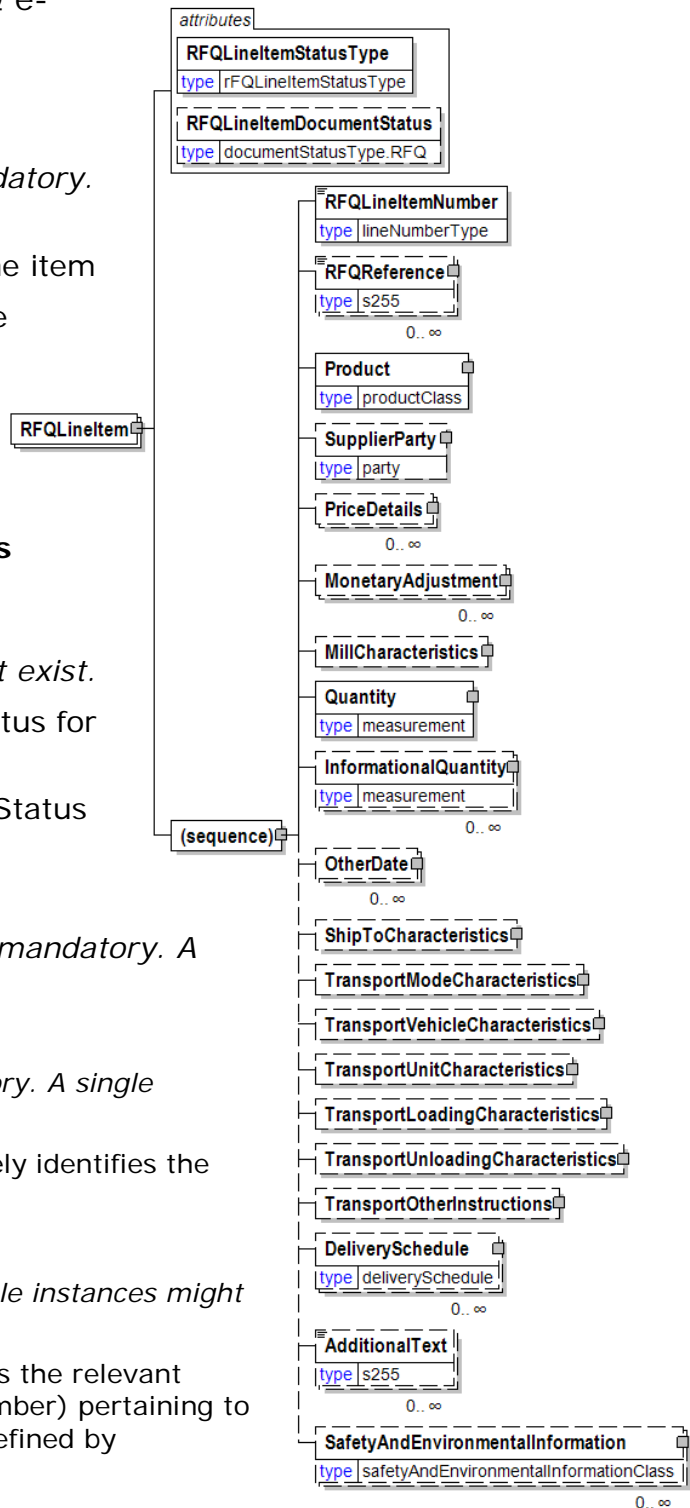 e-
datory.
ne item
e
s
t exist.
tus for
Status
mandatory. A
ory. A single
ely identifies the
le instances might
s the relevant
mber) pertaining to
efined by
RFQLineItem
attributes
RFQLineItemStatusType
type rFQLineItemStatusType
RFQLineItemDocumentStatus
type documentStatusType.RFQ
(sequence)
RFQLineItemNumber
type lineNumberType
RFQReference
type s255
0.. ∞
Product
type productClass
SupplierParty
type party
PriceDetails
0.. ∞
MonetaryAdjustment
0.. ∞
MillCharacteristics
Quantity
type measurement
InformationalQuantity
type measurement
0.. ∞
OtherDate
0.. ∞
ShipToCharacteristics
TransportModeCharacteristics
TransportVehicleCharacteristics
TransportUnitCharacteristics
TransportLoadingCharacteristics
TransportUnloadingCharacteristics
TransportOtherInstructions
DeliverySchedule
type deliverySchedule
0.. ∞
AdditionalText
type s255
0.. ∞
SafetyAndEnvironmentalInformation
type safetyAndEnvironmentalInformationClass
0.. ∞